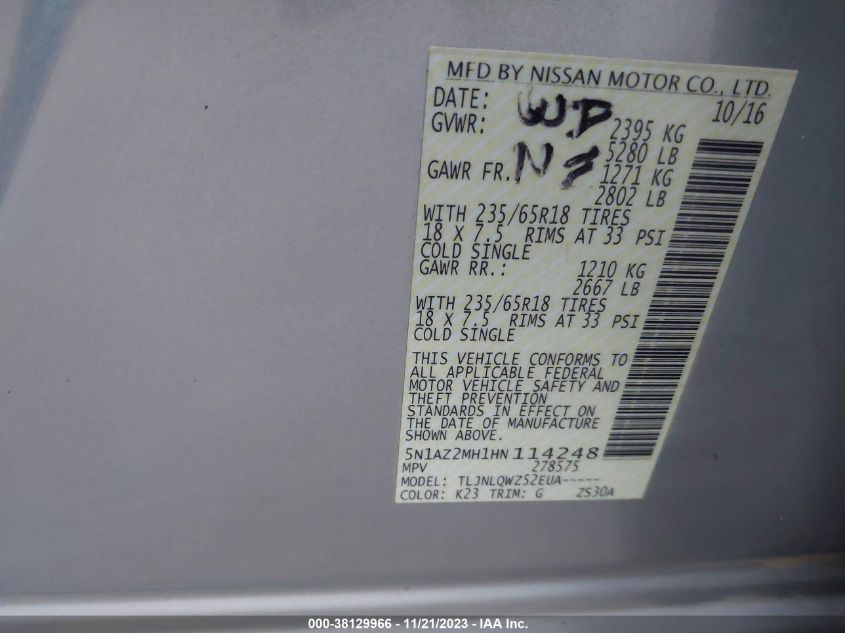 MFD BY NISSAN MOTOR CO., LTD.
DATE: 10/16
GVWR: 2395 KG
5280 LB
GAWR FR.: 1271 KG
2802 LB
WITH 235/65R18 TIRES
18 X 7.5 RIMS AT 33 PSI
COLD SINGLE
GAWR RR.: 1210 KG
2667 LB
WITH 235/65R18 TIRES
18 X 7.5 RIMS AT 33 PSI
COLD SINGLE
THIS VEHICLE CONFORMS TO
ALL APPLICABLE FEDERAL
MOTOR VEHICLE SAFETY AND
THEFT PREVENTION
STANDARDS IN EFFECT ON
THE DATE OF MANUFACTURE
SHOWN ABOVE.
5N1AZ2MH1HN114248
MPV 278575
MODEL: TLJNLQWZ52EUA-----
COLOR: K23 TRIM: G ZS30A
000-38129966 - 11/21/2023 - IAA Inc.